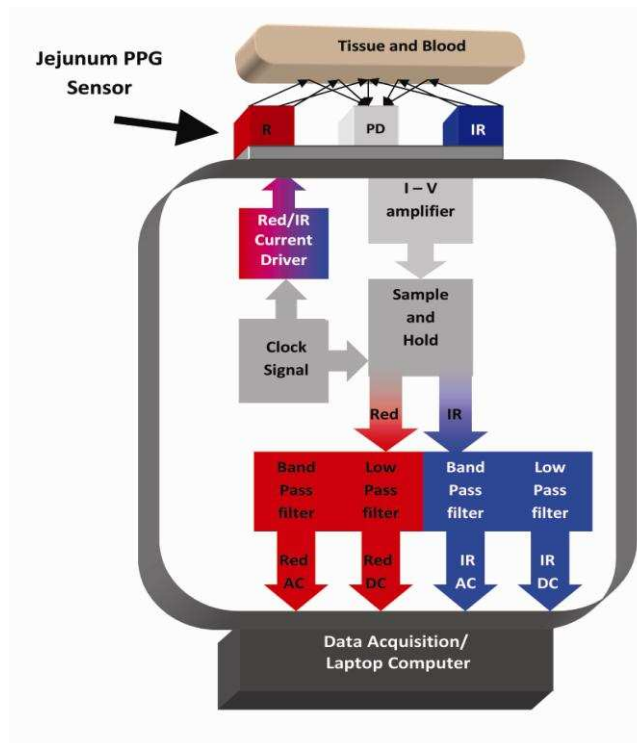 Tissue and Blood
Jejunum PPG
Sensor
R
PD
IR
I – V
amplifier
Red/IR
Current
Driver
Sample
and
Hold
Clock
Signal
Red
IR
Band
Pass
filter
Low
Pass
filter
Band
Pass
filter
Low
Pass
filter
Red
AC
Red
DC
IR
AC
IR
DC
Data Acquisition/
Laptop Computer